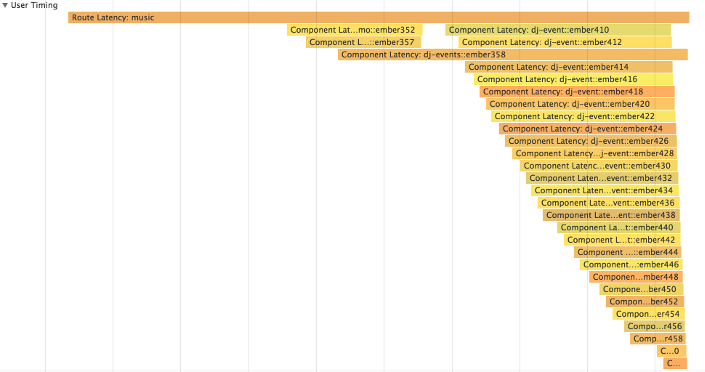 ▼ User Timing
Route Latency: music
Component Lat...mo::ember352
Component Latency: dj-event::ember410
Component L...::ember357
Component Latency: dj-event::ember412
Component Latency: dj-events::ember358
Component Latency: dj-event::ember414
Component Latency: dj-event::ember416
Component Latency: dj-event::ember418
Component Latency: dj-event::ember420
Component Latency: dj-event::ember422
Component Latency: dj-event::ember424
Component Latency: dj-event::ember426
Component Latency...j-event::ember428
Component Latenc...event::ember430
Component Laten...event::ember432
Component Laten...vent::ember434
Component Late...vent::ember436
Component Late...ent::ember438
Component La...t::ember440
Component L...t::ember442
Component ...::ember444
Component...:ember446
Componen...mber448
Compone...ber450
Compon...ber452
Compon...er454
Compo...r456
Comp...r458
C...0
C...